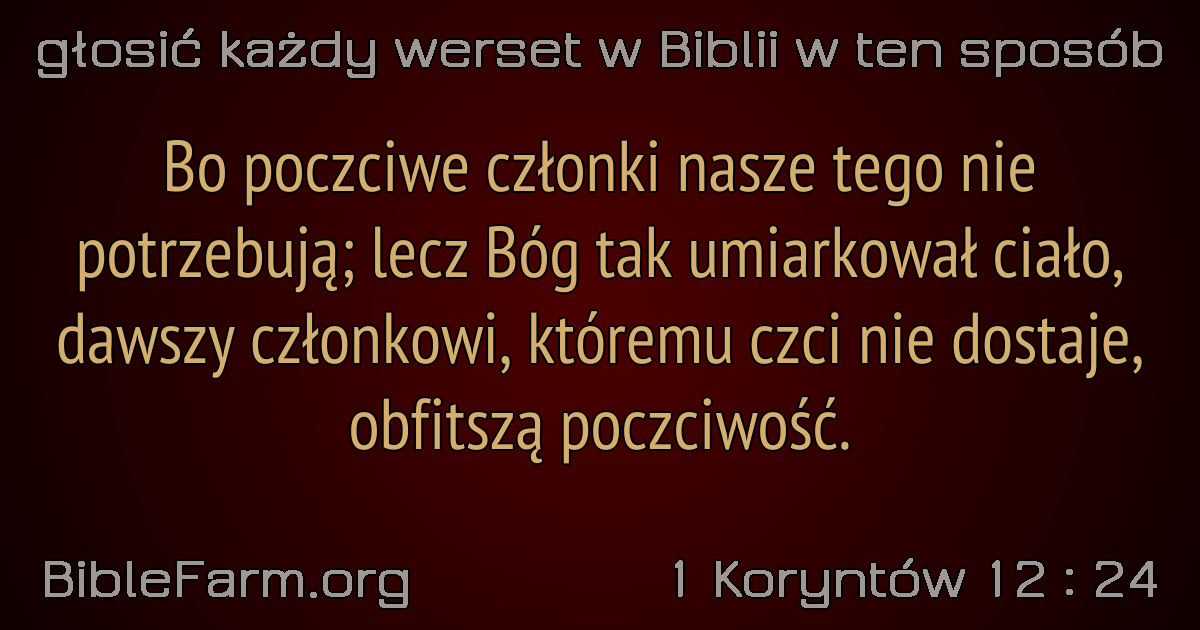 głosić każdy werset w Biblii w ten sposób
Bo poczciwe członki nasze tego nie
potrzebują; lecz Bóg tak umiarkował ciało,
dawszy członkowi, któremu czci nie dostaje,
obfitszą poczciwość.
BibleFarm.org
1 Koryntów 12 : 24